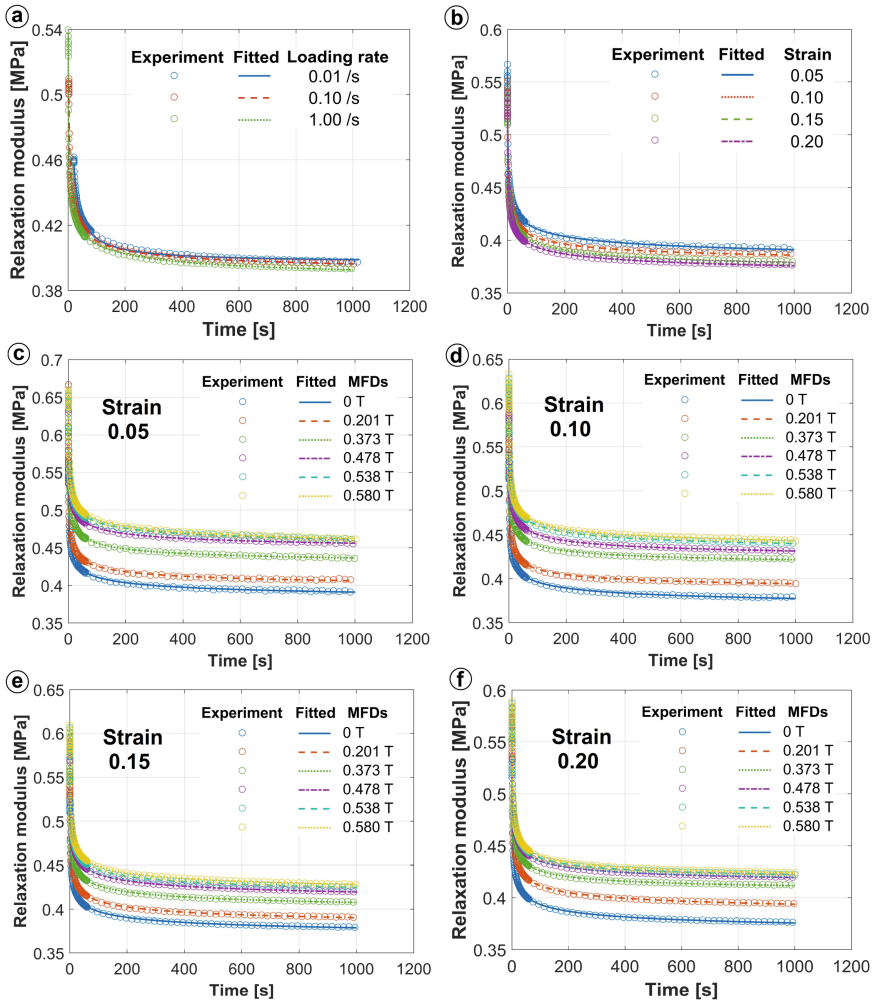 a
Relaxation modulus [MPa]
0.54
0.5
0.46
0.42
0.38
Experiment Fitted Loading rate
0.01 /s
0.10 /s
1.00 /s
0 200 400 600 800 1000 1200
Time [s]
b
Relaxation modulus [MPa]
0.6
0.55
0.5
0.45
0.4
0.35
Experiment Fitted Strain
0.05
0.10
0.15
0.20
0 200 400 600 800 1000 1200
Time [s]
c
Relaxation modulus [MPa]
0.7
0.65
0.6
0.55
0.5
0.45
0.4
0.35
Strain
0.05
Experiment Fitted MFDs
0 T
0.201 T
0.373 T
0.478 T
0.538 T
0.580 T
0 200 400 600 800 1000 1200
Time [s]
d
Relaxation modulus [MPa]
0.65
0.6
0.55
0.5
0.45
0.4
0.35
Strain
0.10
Experiment Fitted MFDs
0 T
0.201 T
0.373 T
0.478 T
0.538 T
0.580 T
0 200 400 600 800 1000 1200
Time [s]
e
Relaxation modulus [MPa]
0.65
0.6
0.55
0.5
0.45
0.4
0.35
Strain
0.15
Experiment Fitted MFDs
0 T
0.201 T
0.373 T
0.478 T
0.538 T
0.580 T
0 200 400 600 800 1000 1200
Time [s]
f
Relaxation modulus [MPa]
0.6
0.55
0.5
0.45
0.4
0.35
Strain
0.20
Experiment Fitted MFDs
0 T
0.201 T
0.373 T
0.478 T
0.538 T
0.580 T
0 200 400 600 800 1000 1200
Time [s]